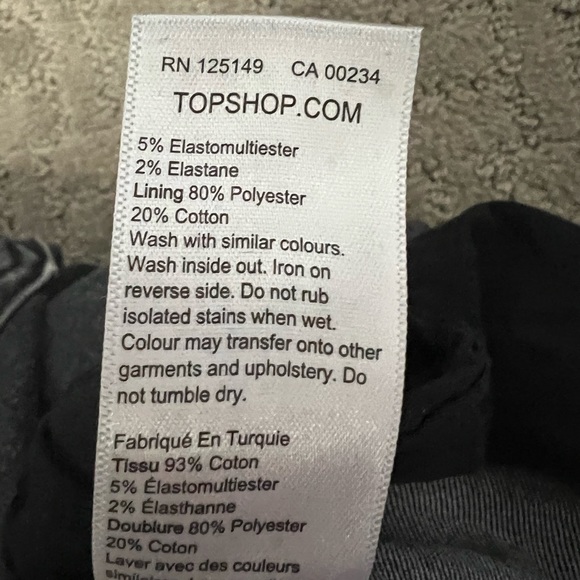 RN 125149 CA 00234
TOPSHOP.COM
5% Elastomultiester
2% Elastane
Lining 80% Polyester
20% Cotton
Wash with similar colours.
Wash inside out. Iron on
reverse side. Do not rub
isolated stains when wet.
Colour may transfer onto other
garments and upholstery. Do
not tumble dry.
Fabriqué En Turquie
Tissu 93% Coton
5% Élastomultiester
2% Élasthanne
Doublure 80% Polyester
20% Coton
Laver avec des couleurs